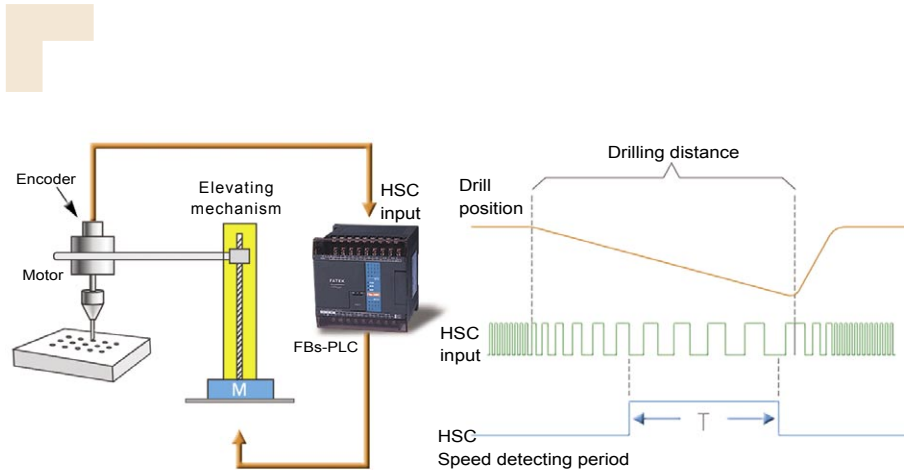 Encoder
Elevating
mechanism
HSC
input
Motor
FATEK
FBs-PLC
M
Drilling distance
Drill
position
HSC
input
T
HSC
Speed detecting period